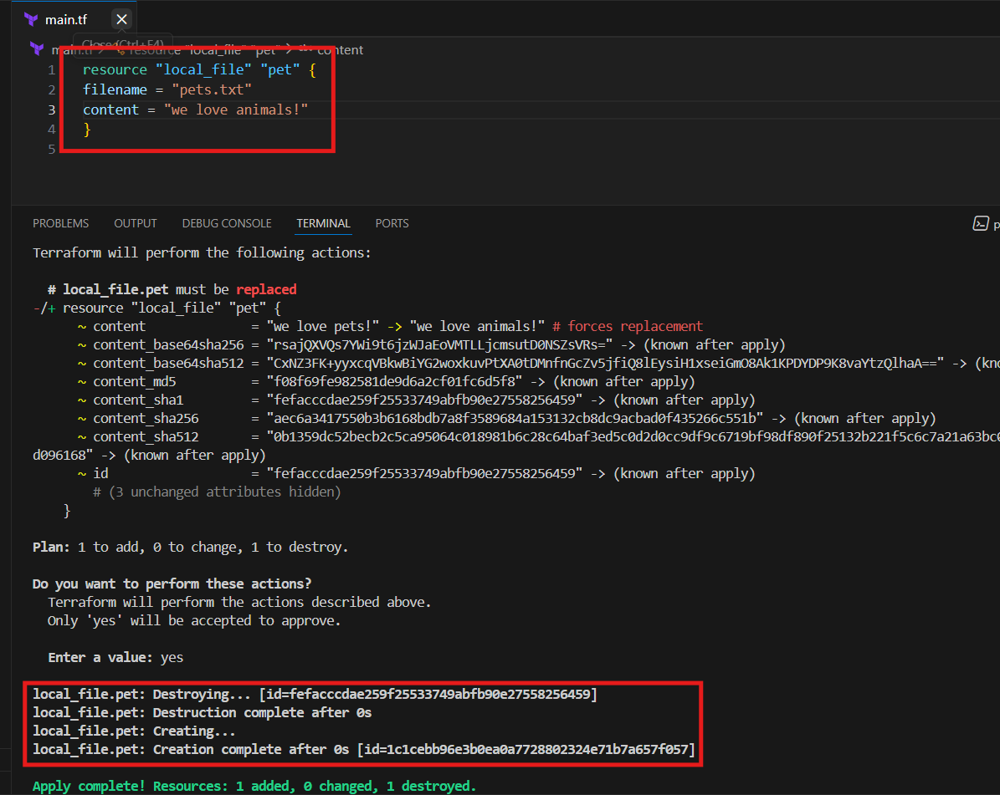 main.tf
Close (Ctrl+F4)
main.tf > resource "local_file" "pet" > content
1 resource "local_file" "pet" {
2 filename = "pets.txt"
3 content = "we love animals!"
4 }
5
PROBLEMS OUTPUT DEBUG CONSOLE TERMINAL PORTS
Terraform will perform the following actions:
# local_file.pet must be replaced
-/+ resource "local_file" "pet" {
~ content = "we love pets!" -> "we love animals!" # forces replacement
~ content_base64sha256 = "rsajQXVQs7YWi9t6jzWJaEoVMTLLjcmsutD0NSZsVRs=" -> (known after apply)
~ content_base64sha512 = "CxNZ3FK+yyxcqVBkwBiYG2woxkuvPtXA0tDMnfnGcZv5jfiQ8lEysiH1xseiGmO8Ak1KPDYDP9K8vaYtzQlhaA==" -> (kno
~ content_md5 = "f08f69fe982581de9d6a2cf01fc6d5f8" -> (known after apply)
~ content_sha1 = "fefacccdae259f25533749abfb90e27558256459" -> (known after apply)
~ content_sha256 = "aec6a3417550b3b6168bdb7a8f3589684a153132cb8dc9acbad0f435266c551b" -> (known after apply)
~ content_sha512 = "0b1359dc52becb2c5ca95064c018981b6c28c64baf3ed5c0d2d0cc9df9c6719bf98df890f25132b221f5c6c7a21a63bc0
d096168" -> (known after apply)
~ id = "fefacccdae259f25533749abfb90e27558256459" -> (known after apply)
# (3 unchanged attributes hidden)
}
Plan: 1 to add, 0 to change, 1 to destroy.
Do you want to perform these actions?
Terraform will perform the actions described above.
Only 'yes' will be accepted to approve.
Enter a value: yes
local_file.pet: Destroying... [id=fefacccdae259f25533749abfb90e27558256459]
local_file.pet: Destruction complete after 0s
local_file.pet: Creating...
local_file.pet: Creation complete after 0s [id=1c1cebb96e3b0ea0a7728802324e71b7a657f057]
Apply complete! Resources: 1 added, 0 changed, 1 destroyed.